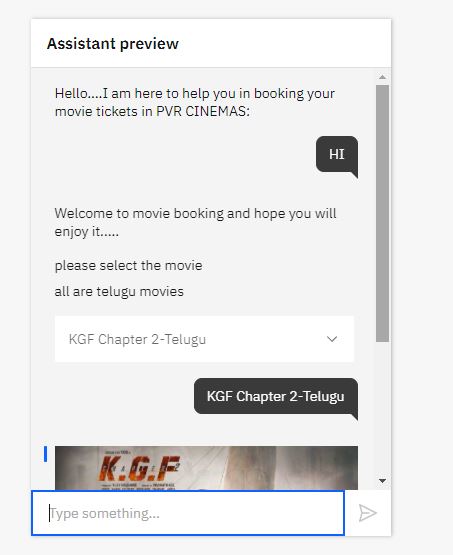 Assistant preview
Hello....I am here to help you in booking your
movie tickets in PVR CINEMAS:
HI
Welcome to movie booking and hope you will
enjoy it.....
please select the movie
all are telugu movies
KGF Chapter 2-Telugu
KGF Chapter 2-Telugu
K.G.F
CHAPTER 2
Type something...